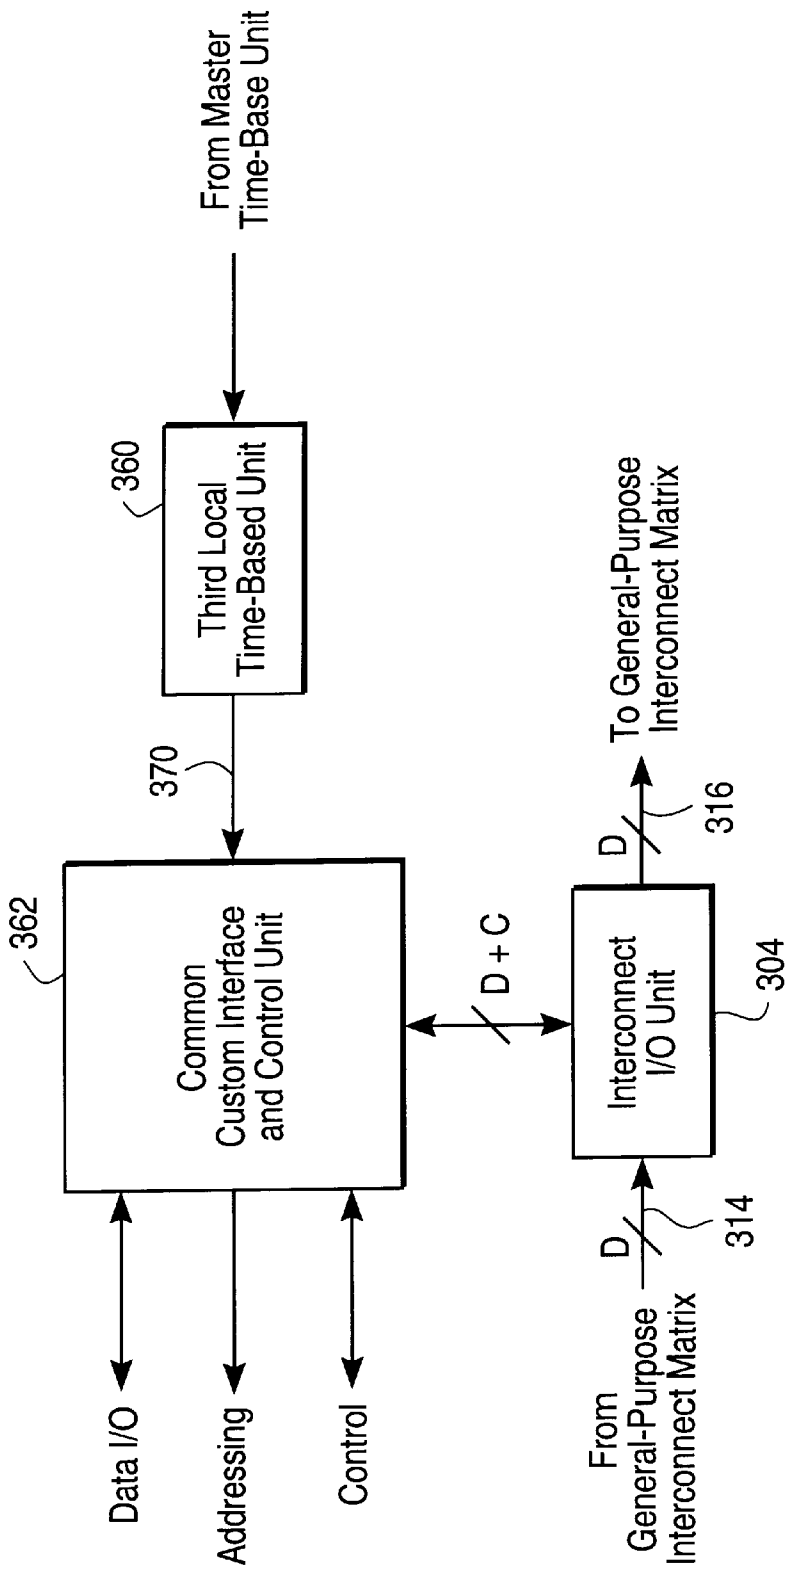 Data I/O
Addressing
Control
362
Common
Custom Interface
and Control Unit
370
360
Third Local
Time-Based Unit
From Master
Time-Base Unit
D + C
From
General-Purpose
Interconnect Matrix
D
314
Interconnect
I/O Unit
304
D
316
To General-Purpose
Interconnect Matrix